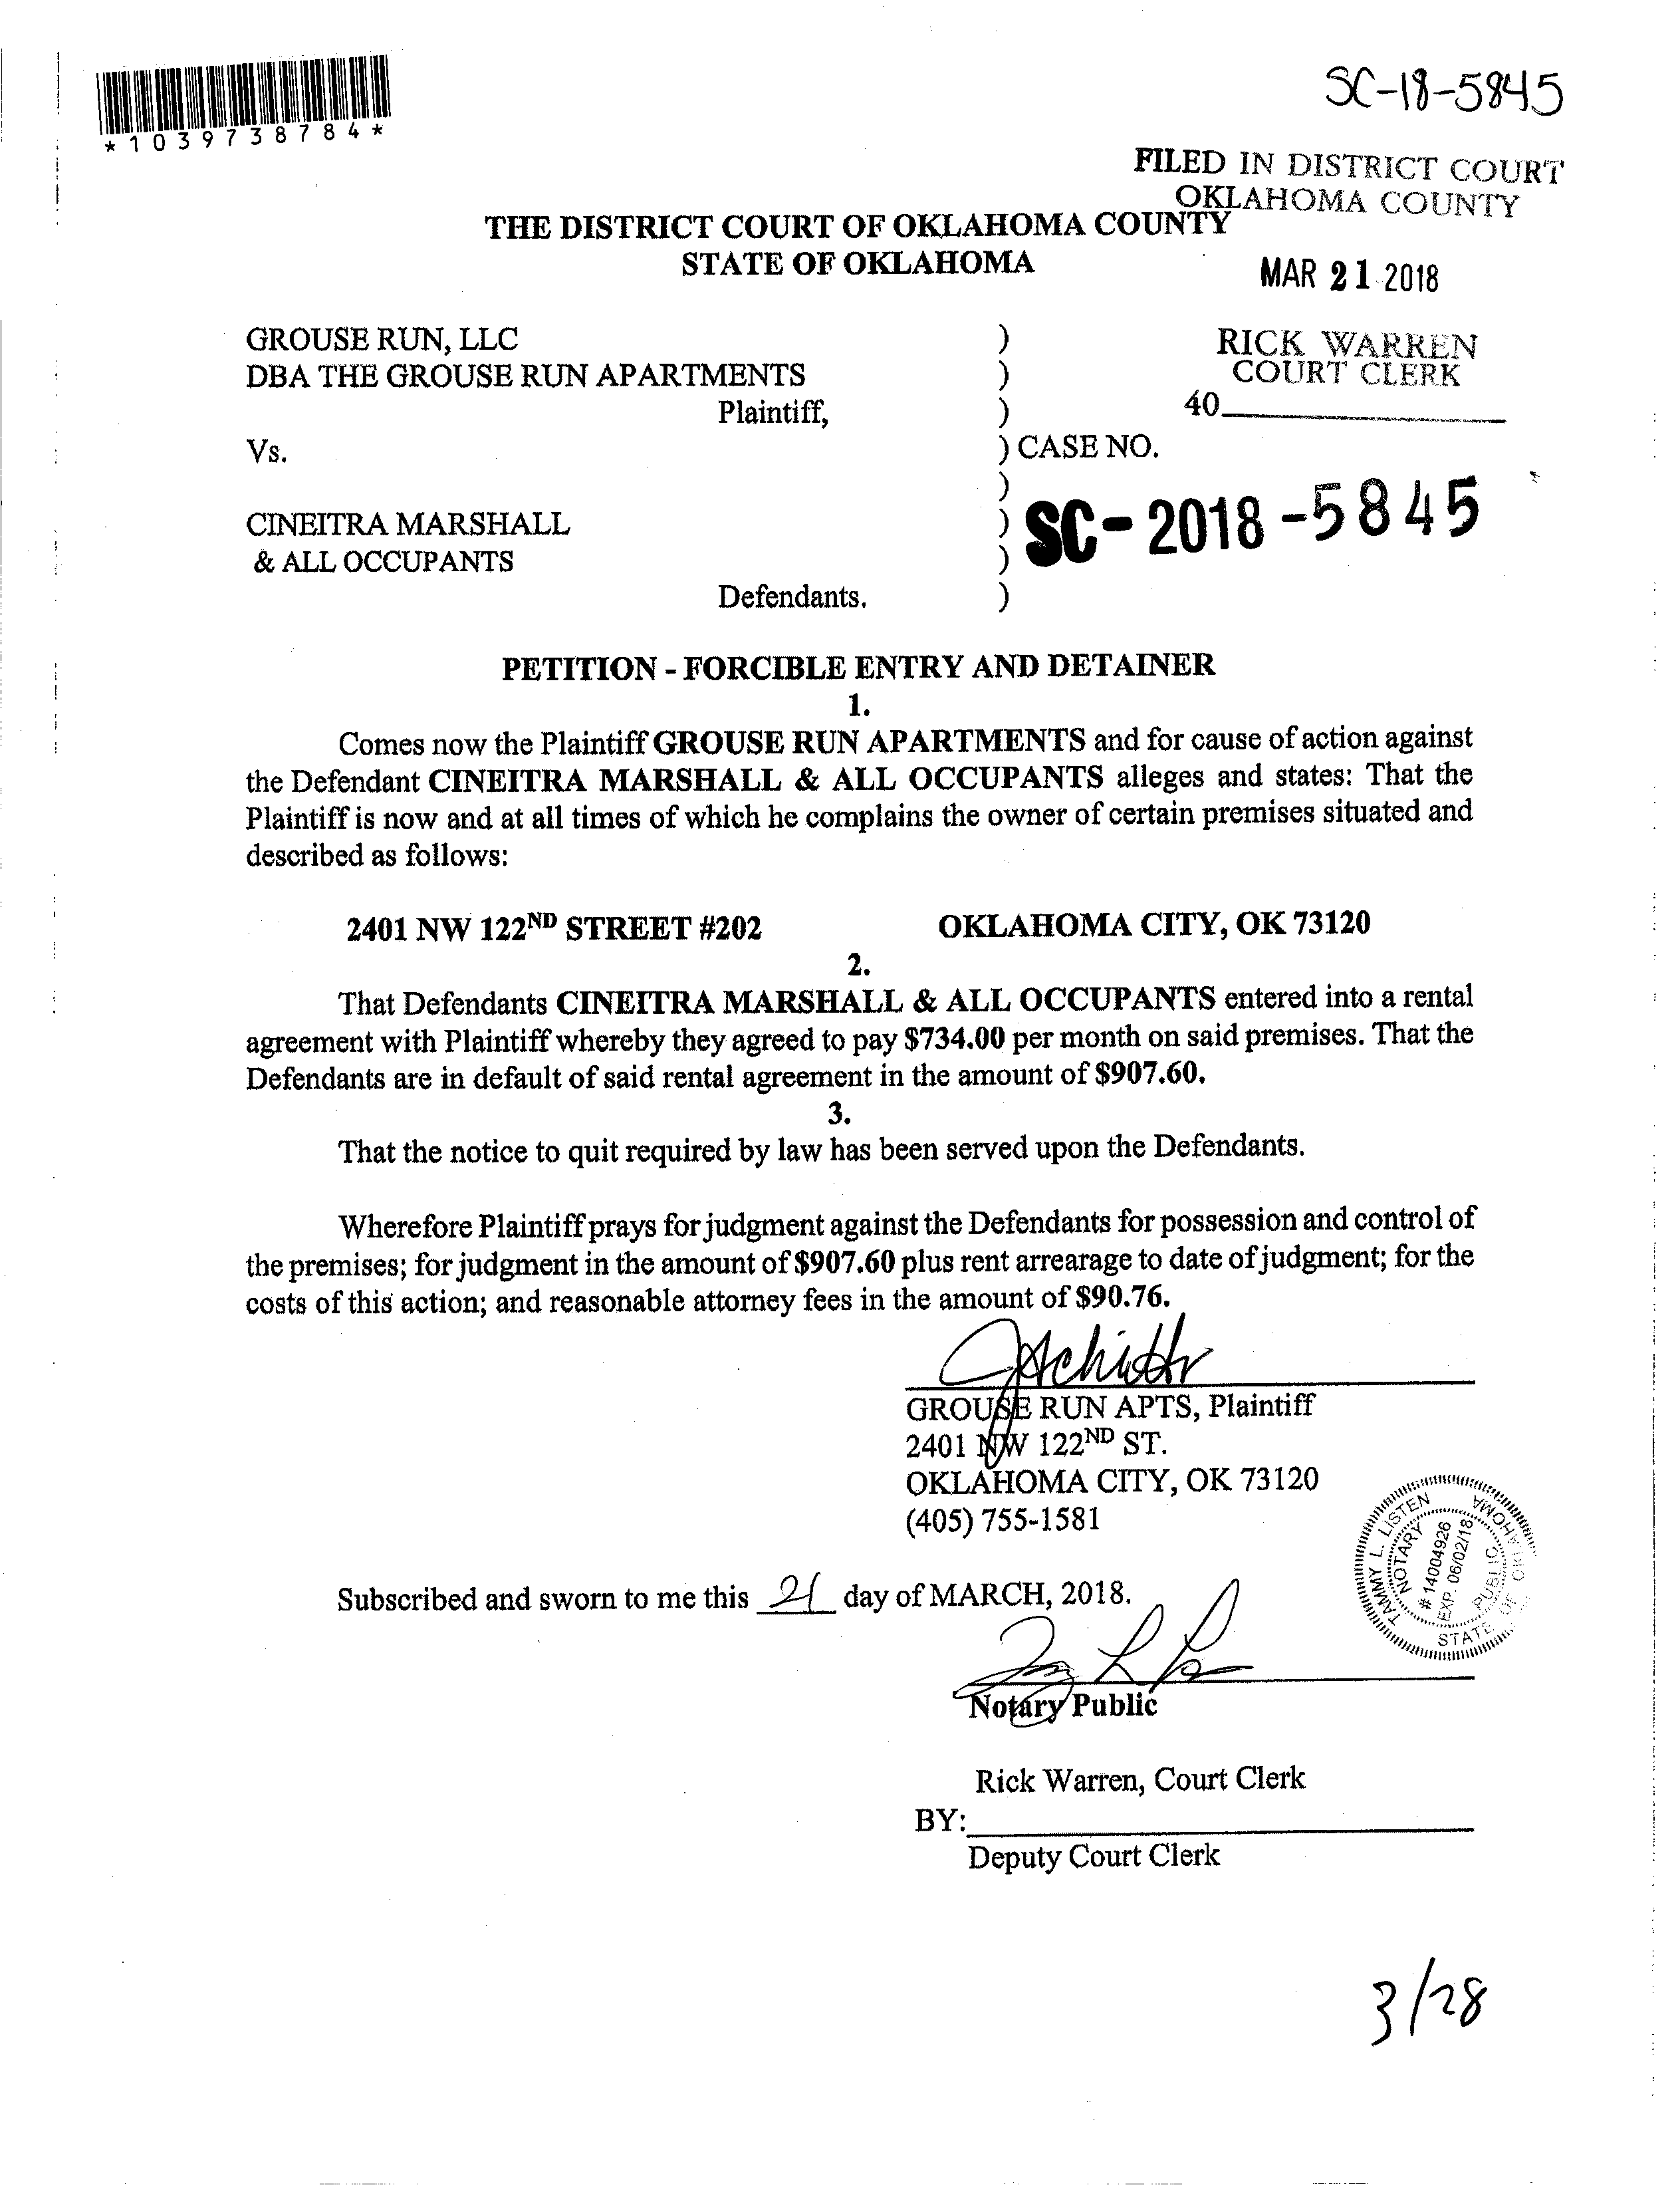 SC-18-5845
*1039738784*
FILED IN DISTRICT COURT
OKLAHOMA COUNTY
THE DISTRICT COURT OF OKLAHOMA COUNTY
STATE OF OKLAHOMA
MAR 21 2018
GROUSE RUN, LLC )
DBA THE GROUSE RUN APARTMENTS )
Plaintiff, )
RICK WARREN
COURT CLERK
40
Vs. ) CASE NO.
)
CINEITRA MARSHALL ) SC-2018-5845
& ALL OCCUPANTS )
Defendants. )
PETITION - FORCIBLE ENTRY AND DETAINER
1.
Comes now the Plaintiff GROUSE RUN APARTMENTS and for cause of action against
the Defendant CINEITRA MARSHALL & ALL OCCUPANTS alleges and states: That the
Plaintiff is now and at all times of which he complains the owner of certain premises situated and
described as follows:
2401 NW 122ND STREET #202 OKLAHOMA CITY, OK 73120
2.
That Defendants CINEITRA MARSHALL & ALL OCCUPANTS entered into a rental
agreement with Plaintiff whereby they agreed to pay $734.00 per month on said premises. That the
Defendants are in default of said rental agreement in the amount of $907.60.
3.
That the notice to quit required by law has been served upon the Defendants.
Wherefore Plaintiff prays for judgment against the Defendants for possession and control of
the premises; for judgment in the amount of $907.60 plus rent arrearage to date of judgment; for the
costs of this action; and reasonable attorney fees in the amount of $90.76.
GROUSE RUN APTS, Plaintiff
2401 NW 122ND ST.
OKLAHOMA CITY, OK 73120
(405) 755-1581
TAMMY L. LISTEN
NOTARY PUBLIC
# 14004926
EXP. 06/02/18
STATE OF OKLAHOMA
Subscribed and sworn to me this 21 day of MARCH, 2018.
Notary Public
Rick Warren, Court Clerk
BY:
Deputy Court Clerk
3/28